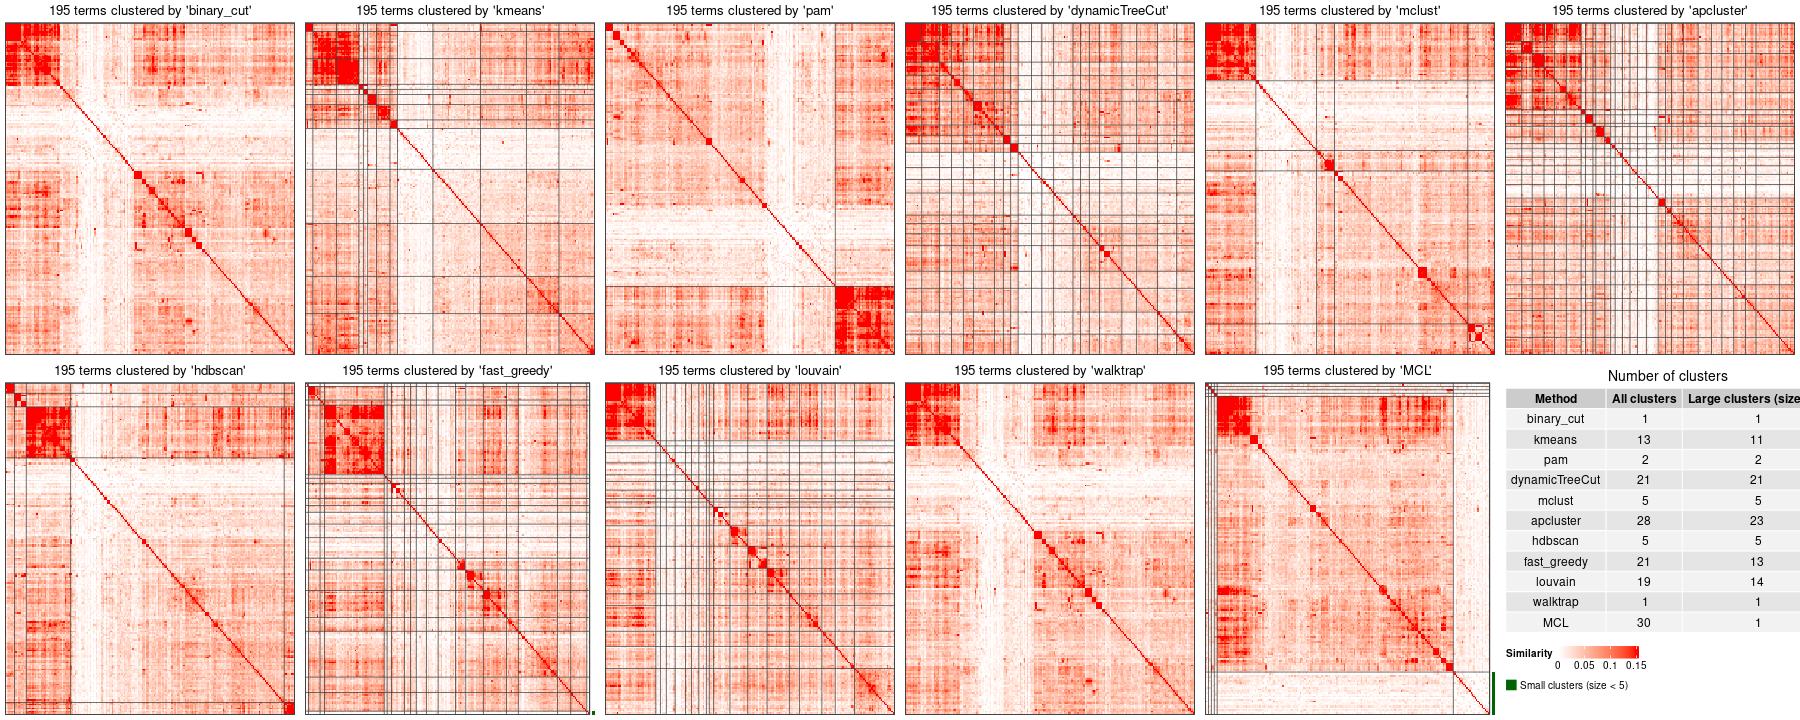 195 terms clustered by 'binary_cut'
195 terms clustered by 'kmeans'
195 terms clustered by 'pam'
195 terms clustered by 'dynamicTreeCut'
195 terms clustered by 'mclust'
195 terms clustered by 'apcluster'
195 terms clustered by 'hdbscan'
195 terms clustered by 'fast_greedy'
195 terms clustered by 'louvain'
195 terms clustered by 'walktrap'
195 terms clustered by 'MCL'
Number of clusters
Method All clusters Large clusters (size
binary_cut 1 1
kmeans 13 11
pam 2 2
dynamicTreeCut 21 21
mclust 5 5
apcluster 28 23
hdbscan 5 5
fast_greedy 21 13
louvain 19 14
walktrap 1 1
MCL 30 1
Similarity
0 0.05 0.1 0.15
Small clusters (size < 5)